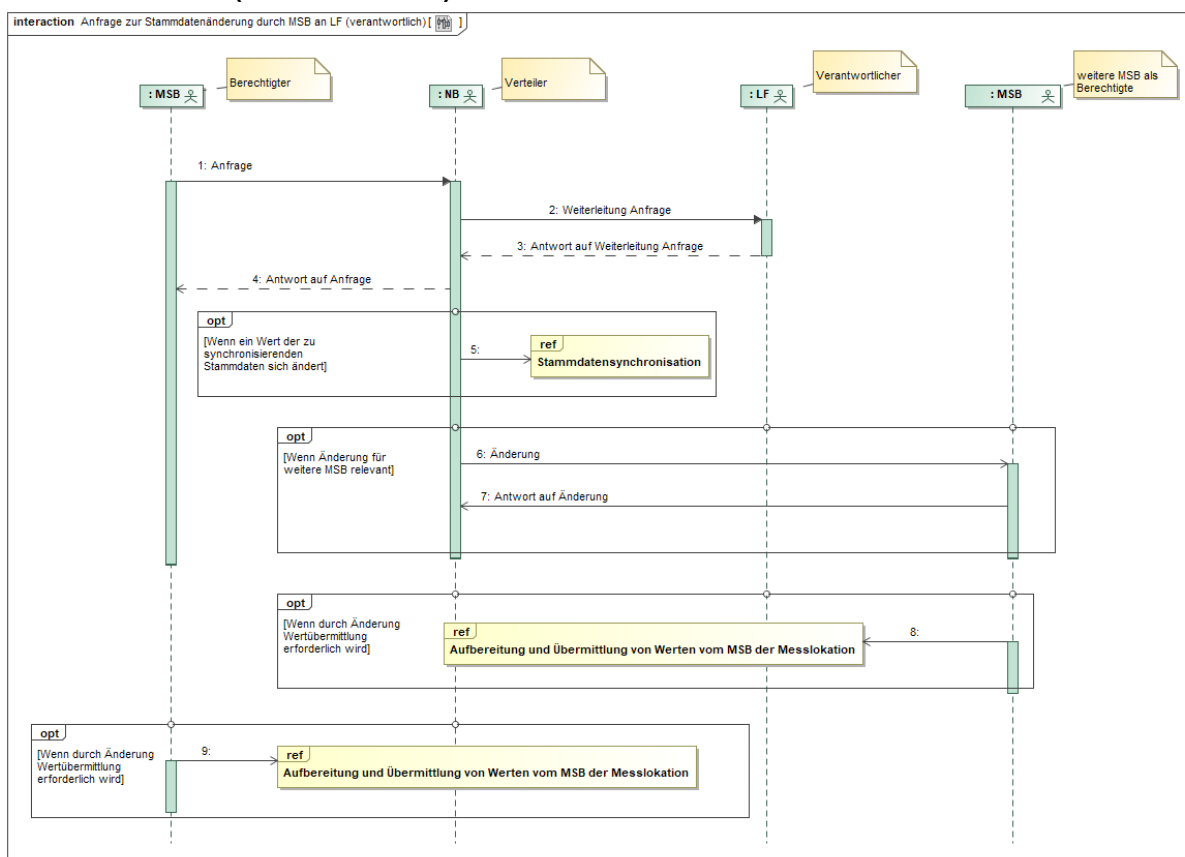 interaction Anfrage zur Stammdatenänderung durch MSB an LF (verantwortlich) [ ]
Berechtigter
Verteiler
Verantwortlicher
weitere MSB als
Berechtigte
: MSB
: NB
: LF
: MSB
1: Anfrage
2: Weiterleitung Anfrage
3: Antwort auf Weiterleitung Anfrage
4: Antwort auf Anfrage
opt
[Wenn ein Wert der zu
synchronisierenden
Stammdaten sich ändert]
5:
ref
Stammdatensynchronisation
opt
[Wenn Änderung für
weitere MSB relevant]
6: Änderung
7: Antwort auf Änderung
opt
[Wenn durch Änderung
Wertübermittlung
erforderlich wird]
8:
ref
Aufbereitung und Übermittlung von Werten vom MSB der Messlokation
opt
[Wenn durch Änderung
Wertübermittlung
erforderlich wird]
9:
ref
Aufbereitung und Übermittlung von Werten vom MSB der Messlokation